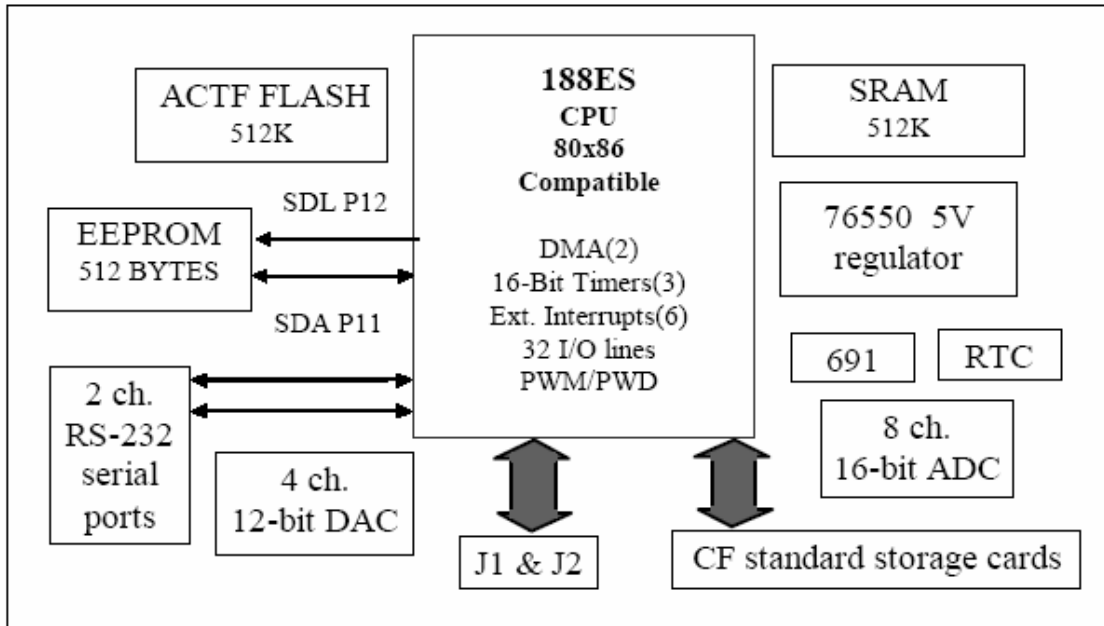 ACTF FLASH
512K
188ES
CPU
80x86
Compatible
DMA(2)
16-Bit Timers(3)
Ext. Interrupts(6)
32 I/O lines
PWM/PWD
SRAM
512K
SDL P12
EEPROM
512 BYTES
SDA P11
76550 5V
regulator
691
RTC
2 ch.
RS-232
serial
ports
4 ch.
12-bit DAC
8 ch.
16-bit ADC
J1 & J2
CF standard storage cards